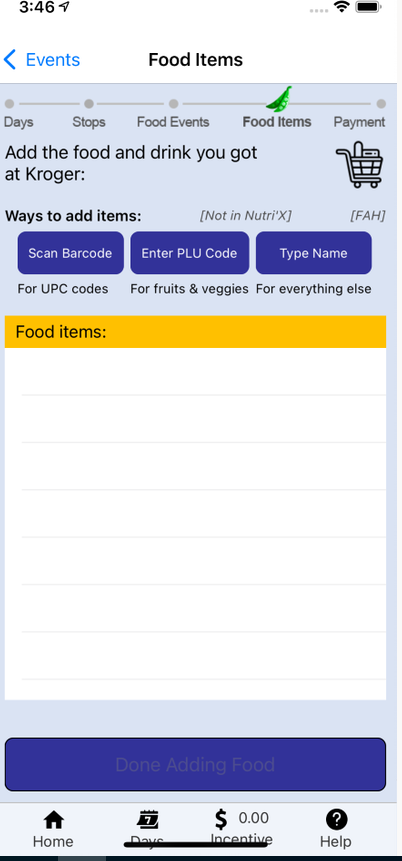 3:46
Events
Food Items
Days Stops Food Events Food Items Payment
Add the food and drink you got
at Kroger:
Ways to add items: [Not in Nutri'X] [FAH]
Scan Barcode Enter PLU Code Type Name
For UPC codes For fruits & veggies For everything else
Food items:
Done Adding Food
7 $ 0.00 ?
Home Days Incentive Help